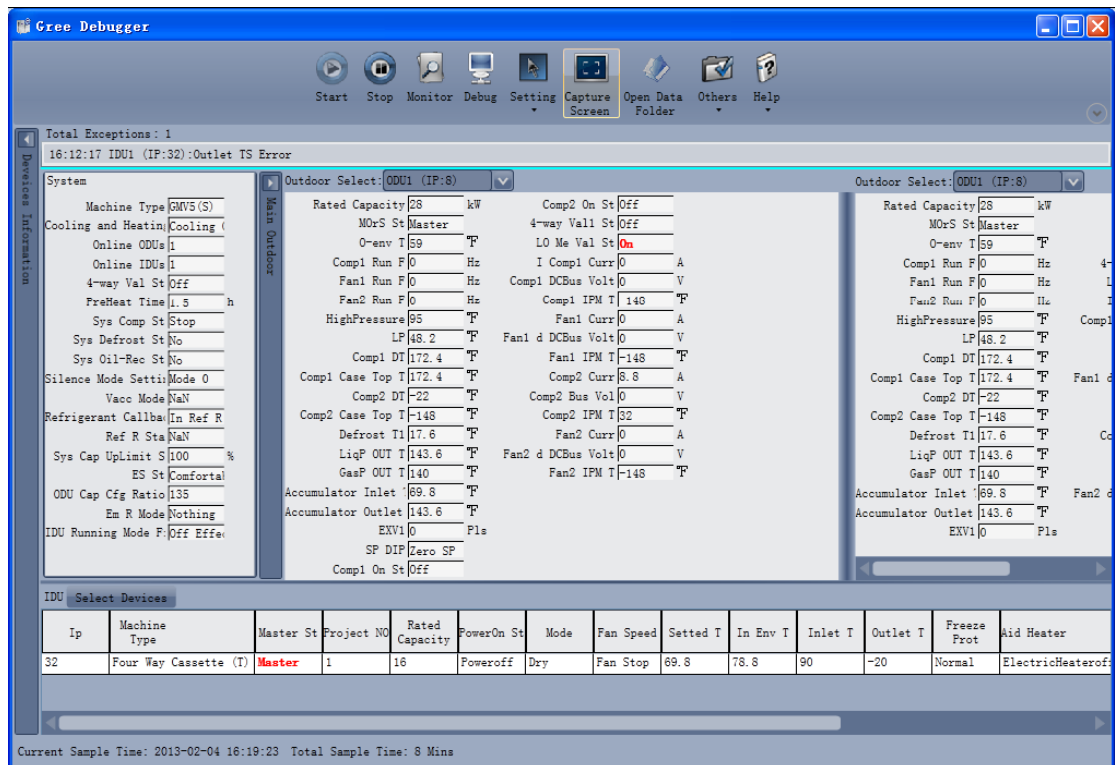 Gree Debugger
Start Stop Monitor Debug Setting Capture Screen Open Data Folder Others Help
Total Exceptions: 1
16:12:17 IDU1 (IP:32):Outlet TS Error
Deveices Information
System
Machine Type GMV5(S)
Cooling and Heatin Cooling (
Online ODUs 1
Online IDUs 1
4-way Val St Off
PreHeat Time 1.5 h
Sys Comp St Stop
Sys Defrost St No
Sys Oil-Rec St No
Silence Mode Setti Mode 0
Vacc Mode NaN
Refrigerant Callba In Ref R
Ref R Sta NaN
Sys Cap UpLimit S 100 %
ES St Comforta
ODU Cap Cfg Ratio 135
Em R Mode Nothing
IDU Running Mode F: Off Effe
Main Outdoor
Outdoor Select: ODU1 (IP:8)
Rated Capacity 28 kW
MOrS St Master
O-env T 59 ℉
Comp1 Run F 0 Hz
Fan1 Run F 0 Hz
Fan2 Run F 0 Hz
HighPressure 95 ℉
LP 48.2 ℉
Comp1 DT 172.4 ℉
Comp1 Case Top T 172.4 ℉
Comp2 DT -22 ℉
Comp2 Case Top T -148 ℉
Defrost T1 17.6 ℉
LiqP OUT T 143.6 ℉
GasP OUT T 140 ℉
Accumulator Inlet 69.8 ℉
Accumulator Outlet 143.6 ℉
EXV1 0 Pls
SP DIP Zero SP
Comp1 On St Off
Comp2 On St Off
4-way Val1 St Off
LO Me Val St On
I Comp1 Curr 0 A
Comp1 DCBus Volt 0 V
Comp1 IPM T 148 ℉
Fan1 Curr 0 A
Fan1 d DCBus Volt 0 V
Fan1 IPM T -148 ℉
Comp2 Curr 8.8 A
Comp2 Bus Vol 0 V
Comp2 IPM T 32 ℉
Fan2 Curr 0 A
Fan2 d DCBus Volt 0 V
Fan2 IPM T -148 ℉
Outdoor Select: ODU1 (IP:8)
Rated Capacity 28 kW
MOrS St Master
O-env T 59 ℉
Comp1 Run F 0 Hz 4-
Fan1 Run F 0 Hz
Fan2 Run F 0 Hz
HighPressure 95 ℉ Comp1
LP 48.2 ℉
Comp1 DT 172.4 ℉
Comp1 Case Top T 172.4 ℉ Fan1 d
Comp2 DT -22 ℉
Comp2 Case Top T -148 ℉
Defrost T1 17.6 ℉ Co
LiqP OUT T 143.6 ℉
GasP OUT T 140 ℉
Accumulator Inlet 69.8 ℉ Fan2 d
Accumulator Outlet 143.6 ℉
EXV1 0 Pls
IDU Select Devices
Ip Machine Type Master St Project NO Rated Capacity PowerOn St Mode Fan Speed Setted T In Env T Inlet T Outlet T Freeze Prot Aid Heater
32 Four Way Cassette (T) Master 1 16 Poweroff Dry Fan Stop 69.8 78.8 90 -20 Normal ElectricHeaterof
Current Sample Time: 2013-02-04 16:19:23 Total Sample Time: 8 Mins